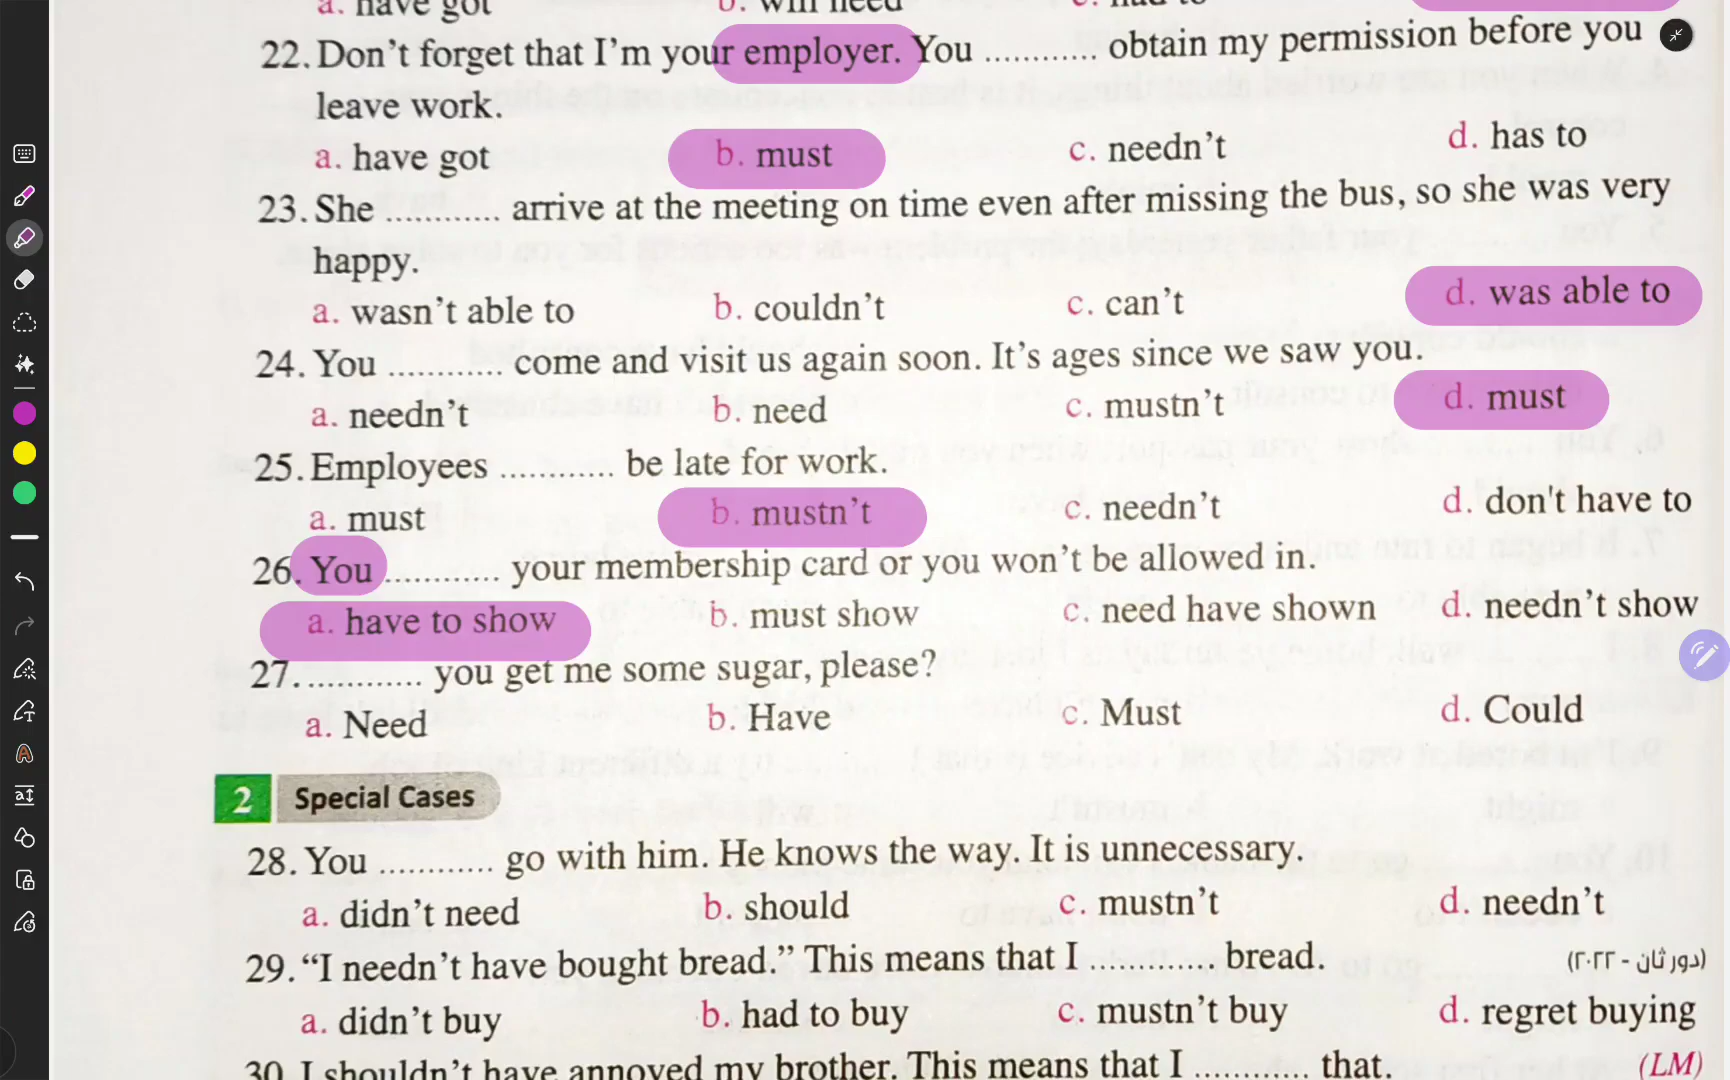 a. have got b. will need c. had to
22. Don't forget that I'm your employer. You ............ obtain my permission before you
leave work.
a. have got b. must c. needn't d. has to
23. She ............ arrive at the meeting on time even after missing the bus, so she was very
happy.
a. wasn't able to b. couldn't c. can't d. was able to
24. You ............ come and visit us again soon. It's ages since we saw you.
a. needn't b. need c. mustn't d. must
25. Employees ............ be late for work.
a. must b. mustn't c. needn't d. don't have to
26. You ............ your membership card or you won't be allowed in.
a. have to show b. must show c. need have shown d. needn't show
27. ............ you get me some sugar, please?
a. Need b. Have c. Must d. Could
2 Special Cases
28. You ............ go with him. He knows the way. It is unnecessary.
a. didn't need b. should c. mustn't d. needn't
29. “I needn't have bought bread.” This means that I ............ bread. (دور ثان - ٢٠٢٢)
a. didn't buy b. had to buy c. mustn't buy d. regret buying
30. I shouldn't have annoyed my brother. This means that I ............ that. (LM)